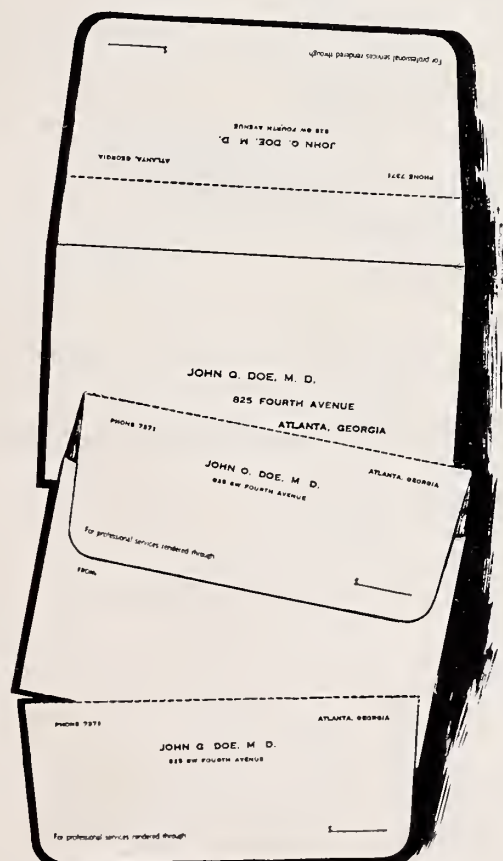 $
For professional services rendered through
825 SW FOURTH AVENUE
JOHN Q. DOE, M. D.
ATLANTA, GEORGIA
PHONE 7371
JOHN Q. DOE, M. D.
825 FOURTH AVENUE
ATLANTA, GEORGIA
PHONE 7371
ATLANTA, GEORGIA
JOHN Q. DOE, M. D.
825 SW FOURTH AVENUE
For professional services rendered through
$
FROM:
PHONE 7371
ATLANTA, GEORGIA
JOHN Q. DOE, M. D.
825 SW FOURTH AVENUE
For professional services rendered through
$